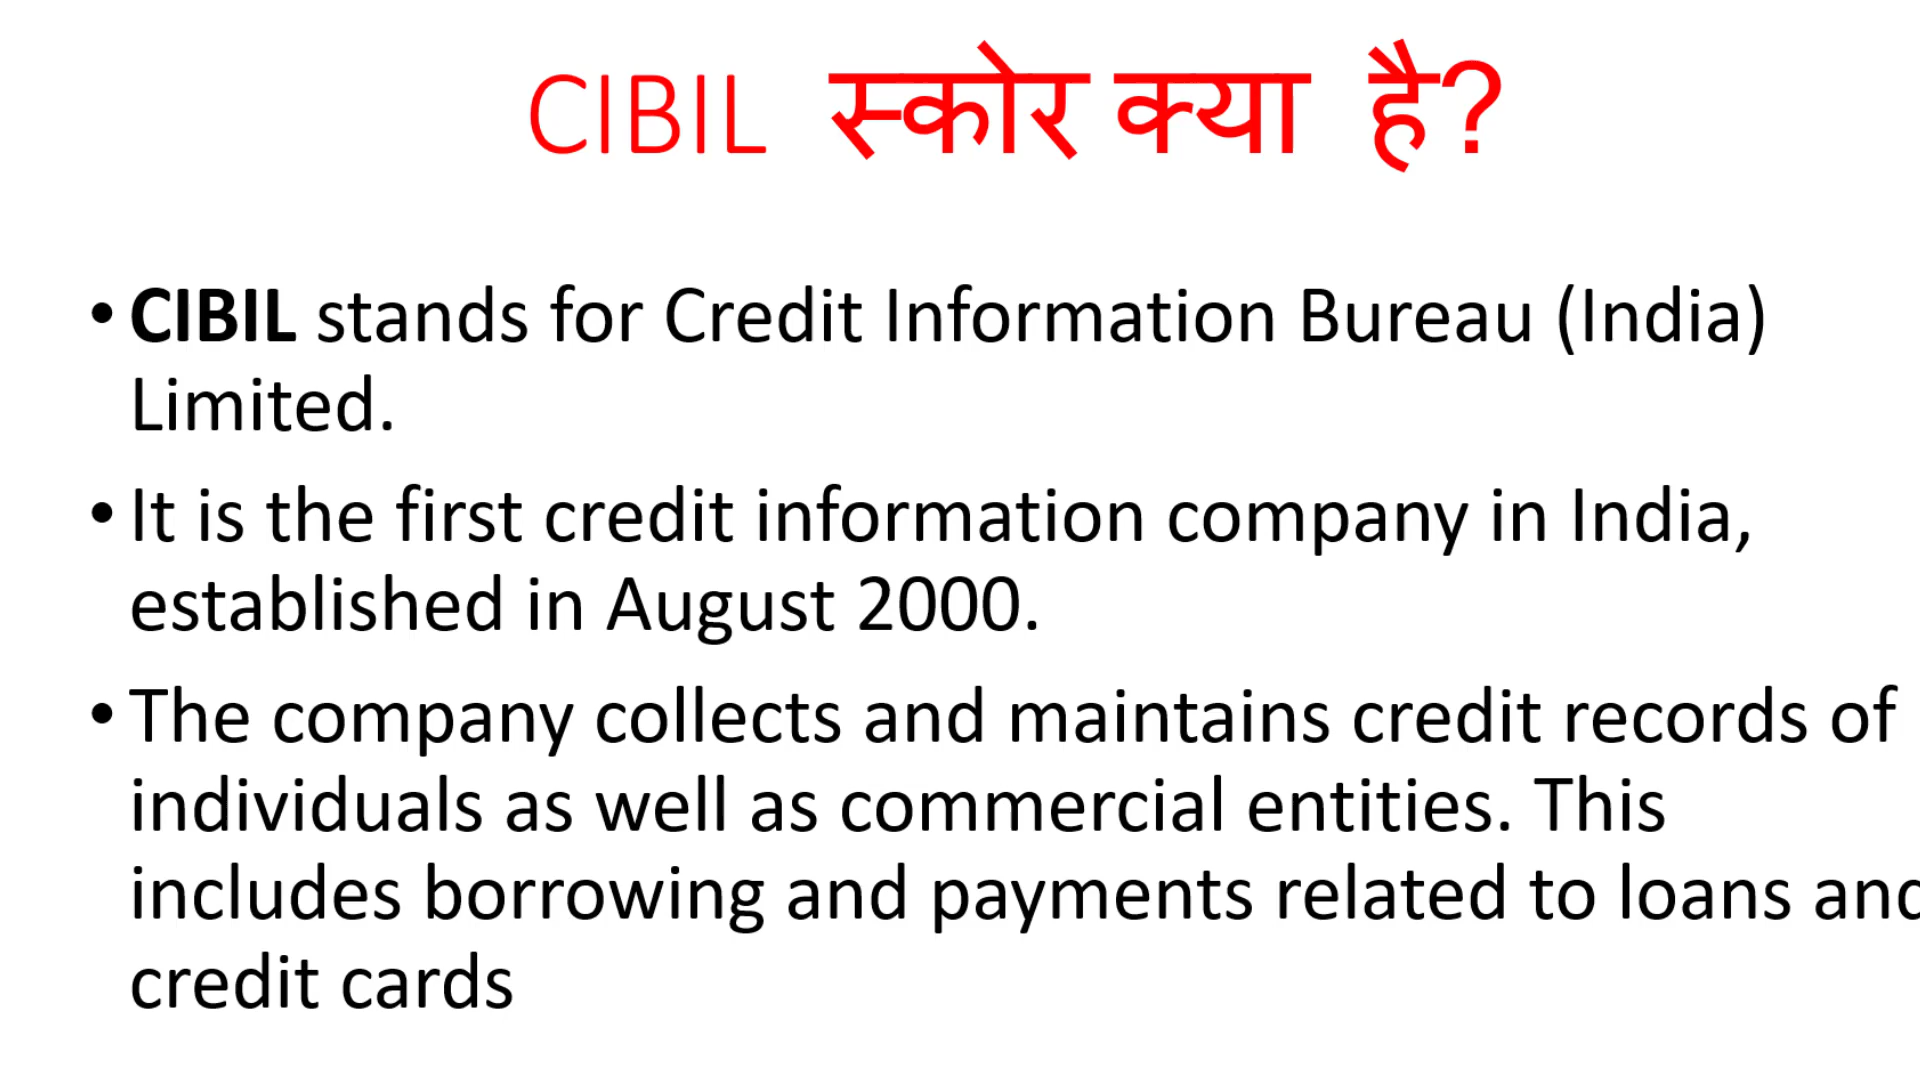 CIBIL स्कोर क्या है?
• CIBIL stands for Credit Information Bureau (India)
Limited.
• It is the first credit information company in India,
established in August 2000.
• The company collects and maintains credit records of
individuals as well as commercial entities. This
includes borrowing and payments related to loans and
credit cards